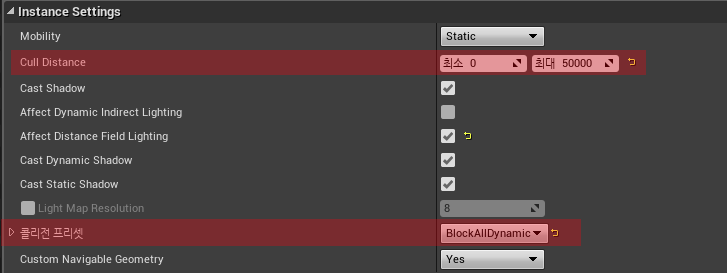 Instance Settings
Mobility Static
Cull Distance 최소 0 최대 50000
Cast Shadow
Affect Dynamic Indirect Lighting
Affect Distance Field Lighting
Cast Dynamic Shadow
Cast Static Shadow
Light Map Resolution 8
콜리전 프리셋 BlockAllDynamic
Custom Navigable Geometry Yes